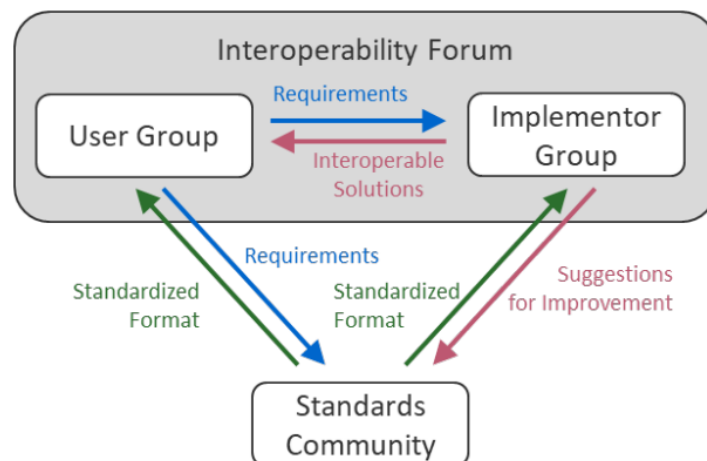 Interoperability Forum
Requirements
User Group
Implementor
Group
Interoperable
Solutions
Requirements
Standardized
Format
Standardized
Format
Suggestions
for Improvement
Standards
Community